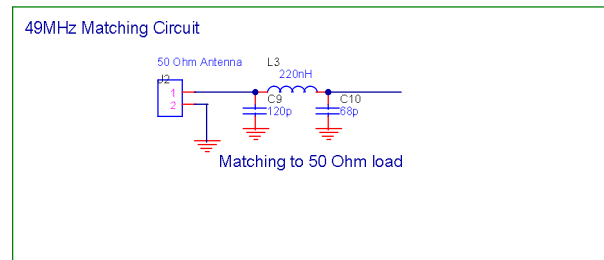 49MHz Matching Circuit
50 Ohm Antenna
L3
J2
220nH
1
2
C9
120p
C10
68p
Matching to 50 Ohm load